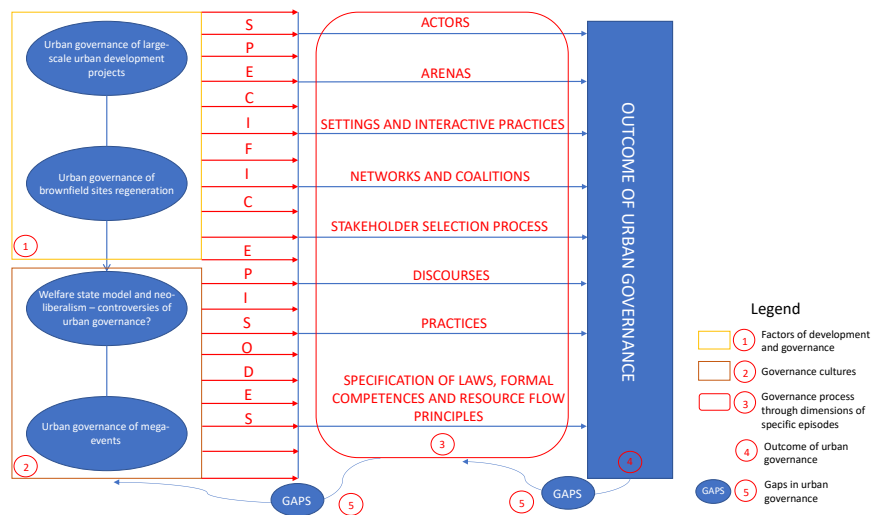 Urban governance of large-
scale urban development
projects
Urban governance of
brownfield sites regeneration
1
Welfare state model and neo-
liberalism – controversies of
urban governance?
Urban governance of mega-
events
2
S
P
E
C
I
F
I
C
E
P
I
S
O
D
E
S
ACTORS
ARENAS
SETTINGS AND INTERACTIVE PRACTICES
NETWORKS AND COALITIONS
STAKEHOLDER SELECTION PROCESS
DISCOURSES
PRACTICES
SPECIFICATION OF LAWS, FORMAL
COMPETENCES AND RESOURCE FLOW
PRINCIPLES
3
OUTCOME OF URBAN GOVERNANCE
4
GAPS
5
GAPS
5
Legend
1 Factors of development
and governance
2 Governance cultures
3 Governance process
through dimensions of
specific episodes
4 Outcome of urban
governance
GAPS 5 Gaps in urban
governance